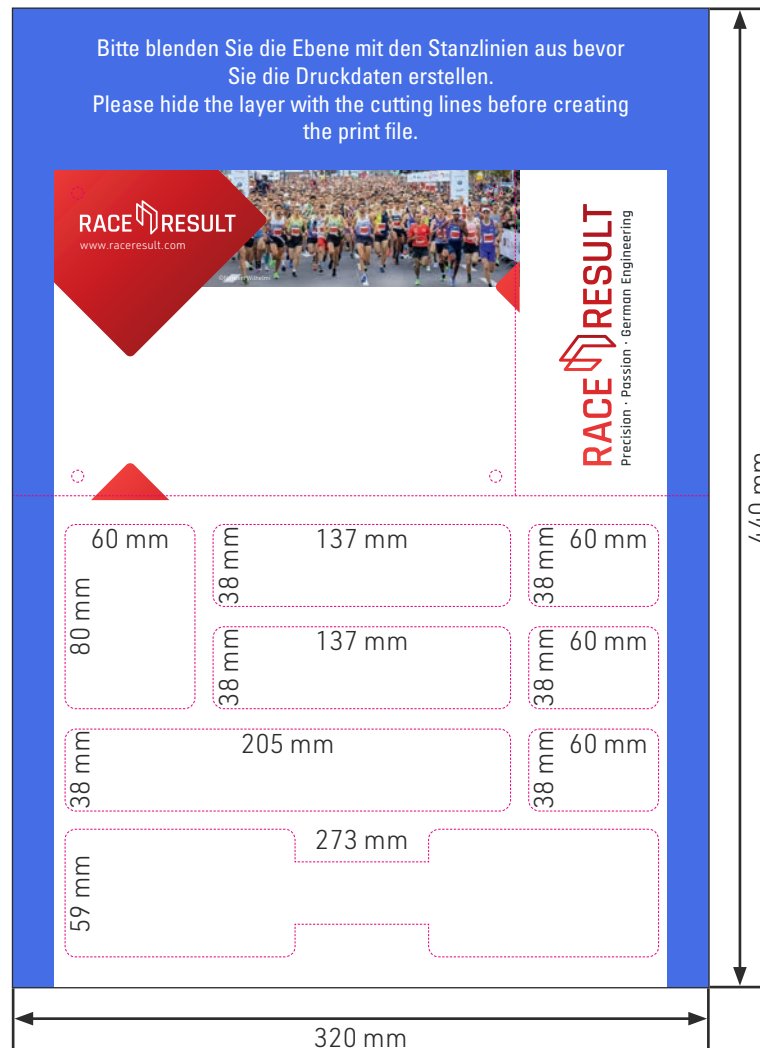 Bitte blenden Sie die Ebene mit den Stanzlinien aus bevor
Sie die Druckdaten erstellen.
Please hide the layer with the cutting lines before creating
the print file.
RACE RESULT
www.raceresult.com
RACE RESULT
Precision · Passion · German Engineering
440 mm
60 mm
80 mm
137 mm
38 mm
60 mm
38 mm
137 mm
38 mm
60 mm
38 mm
205 mm
38 mm
60 mm
38 mm
273 mm
59 mm
320 mm